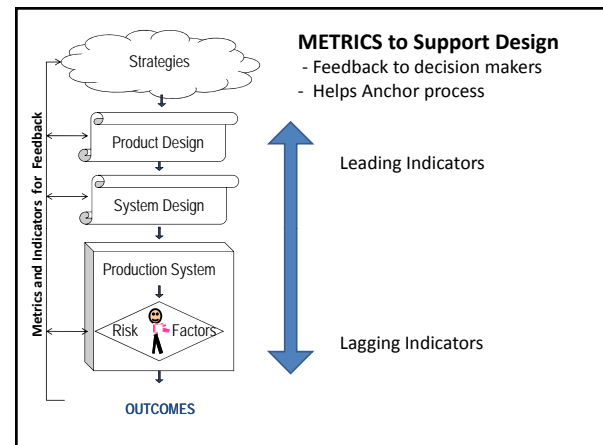 METRICS to Support Design
- Feedback to decision makers
- Helps Anchor process
Strategies
Product Design
System Design
Production System
Risk Factors
OUTCOMES
Metrics and Indicators for Feedback
Leading Indicators
Lagging Indicators